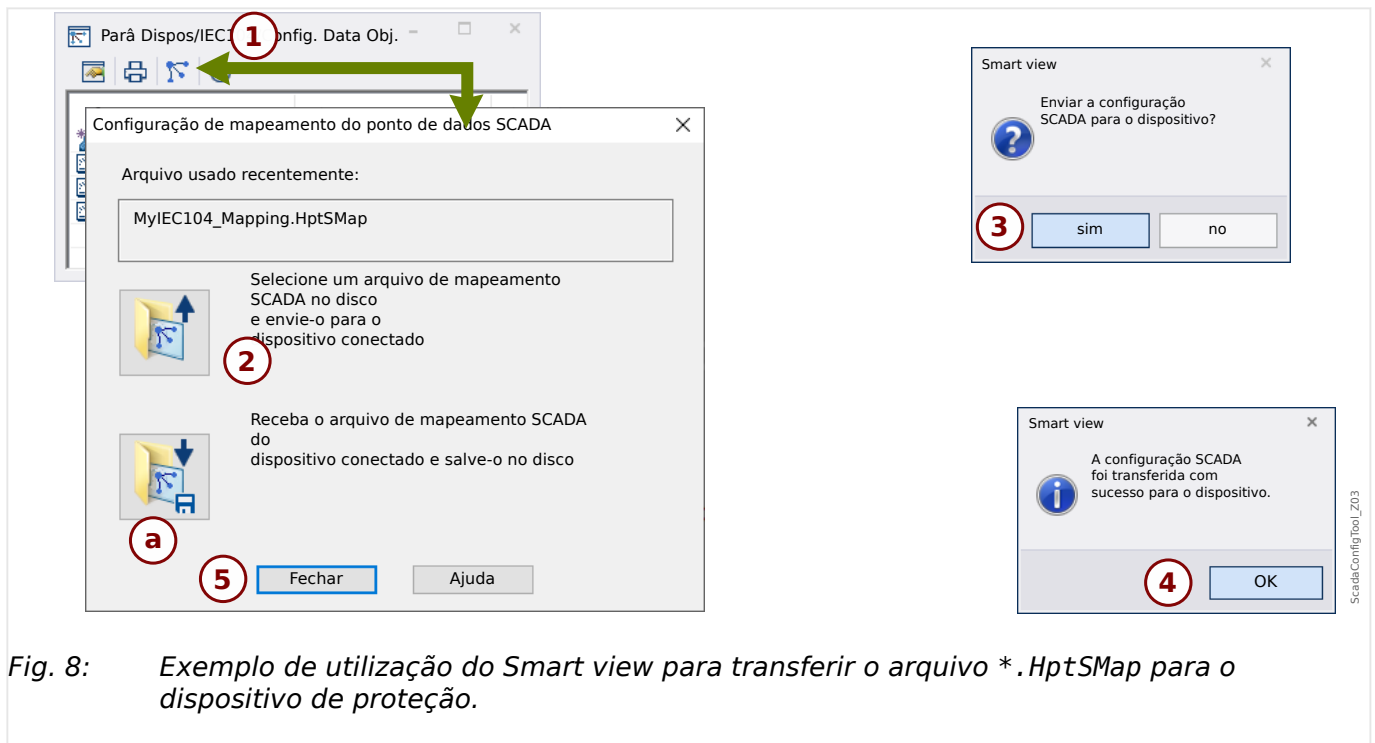 Parâ Dispos/IEC1
1
nfig. Data Obj.
Configuração de mapeamento do ponto de dados SCADA
Arquivo usado recentemente:
MyIEC104_Mapping.HptSMap
Selecione um arquivo de mapeamento
SCADA no disco
e envie-o para o
dispositivo conectado
2
Receba o arquivo de mapeamento SCADA
do
dispositivo conectado e salve-o no disco
a
5
Fechar
Ajuda
Smart view
Enviar a configuração
SCADA para o dispositivo?
3
sim
no
Smart view
A configuração SCADA
foi transferida com
sucesso para o dispositivo.
4
OK
ScadaConfigTool_Z03
Fig. 8: Exemplo de utilização do Smart view para transferir o arquivo *.HptSMap para o
dispositivo de proteção.